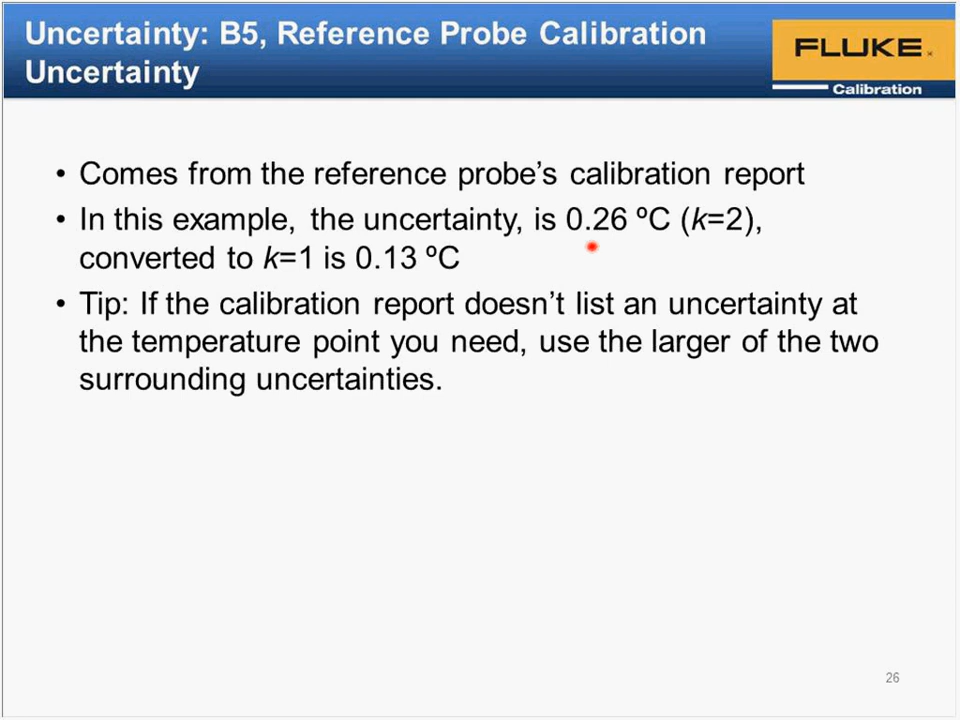 Uncertainty: B5, Reference Probe Calibration
Uncertainty
FLUKE
Calibration
• Comes from the reference probe’s calibration report
• In this example, the uncertainty, is 0.26 ºC (k=2),
converted to k=1 is 0.13 ºC
• Tip: If the calibration report doesn’t list an uncertainty at
the temperature point you need, use the larger of the two
surrounding uncertainties.
26